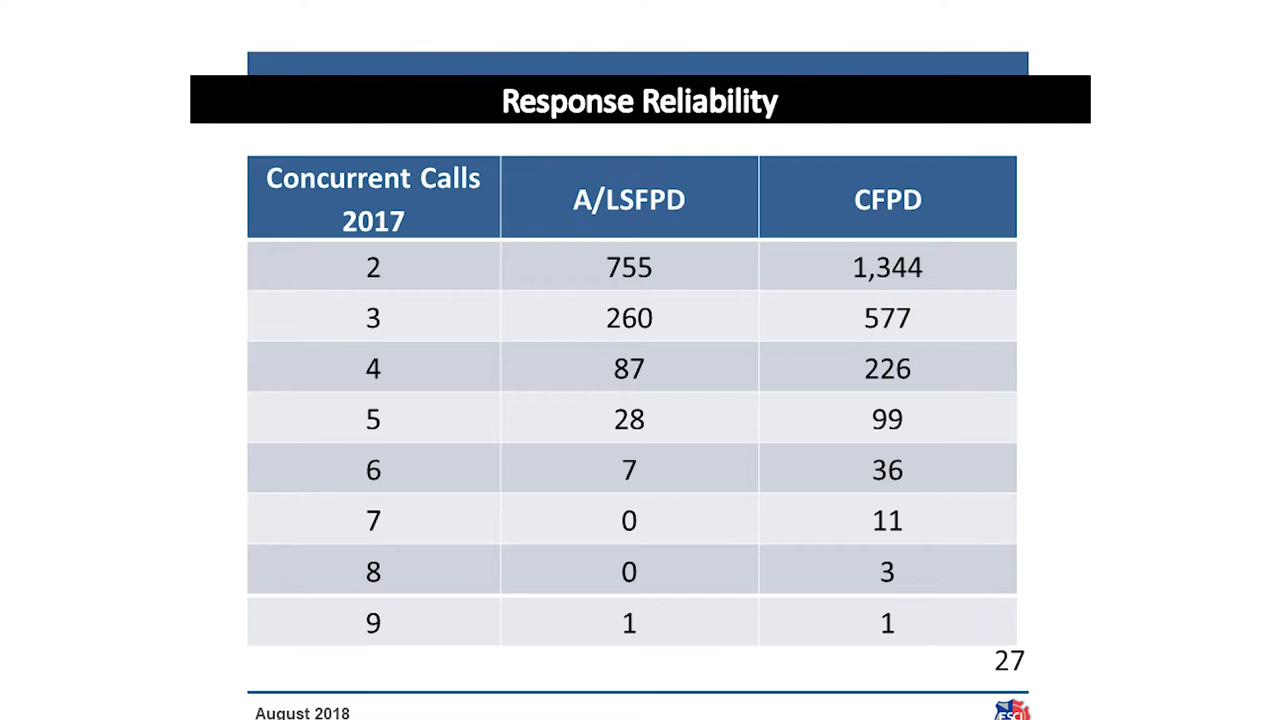 Response Reliability
Concurrent Calls
2017
A/LSFPD
CFPD
2 755 1,344
3 260 577
4 87 226
5 28 99
6 7 36
7 0 11
8 0 3
9 1 1
27
August 2018